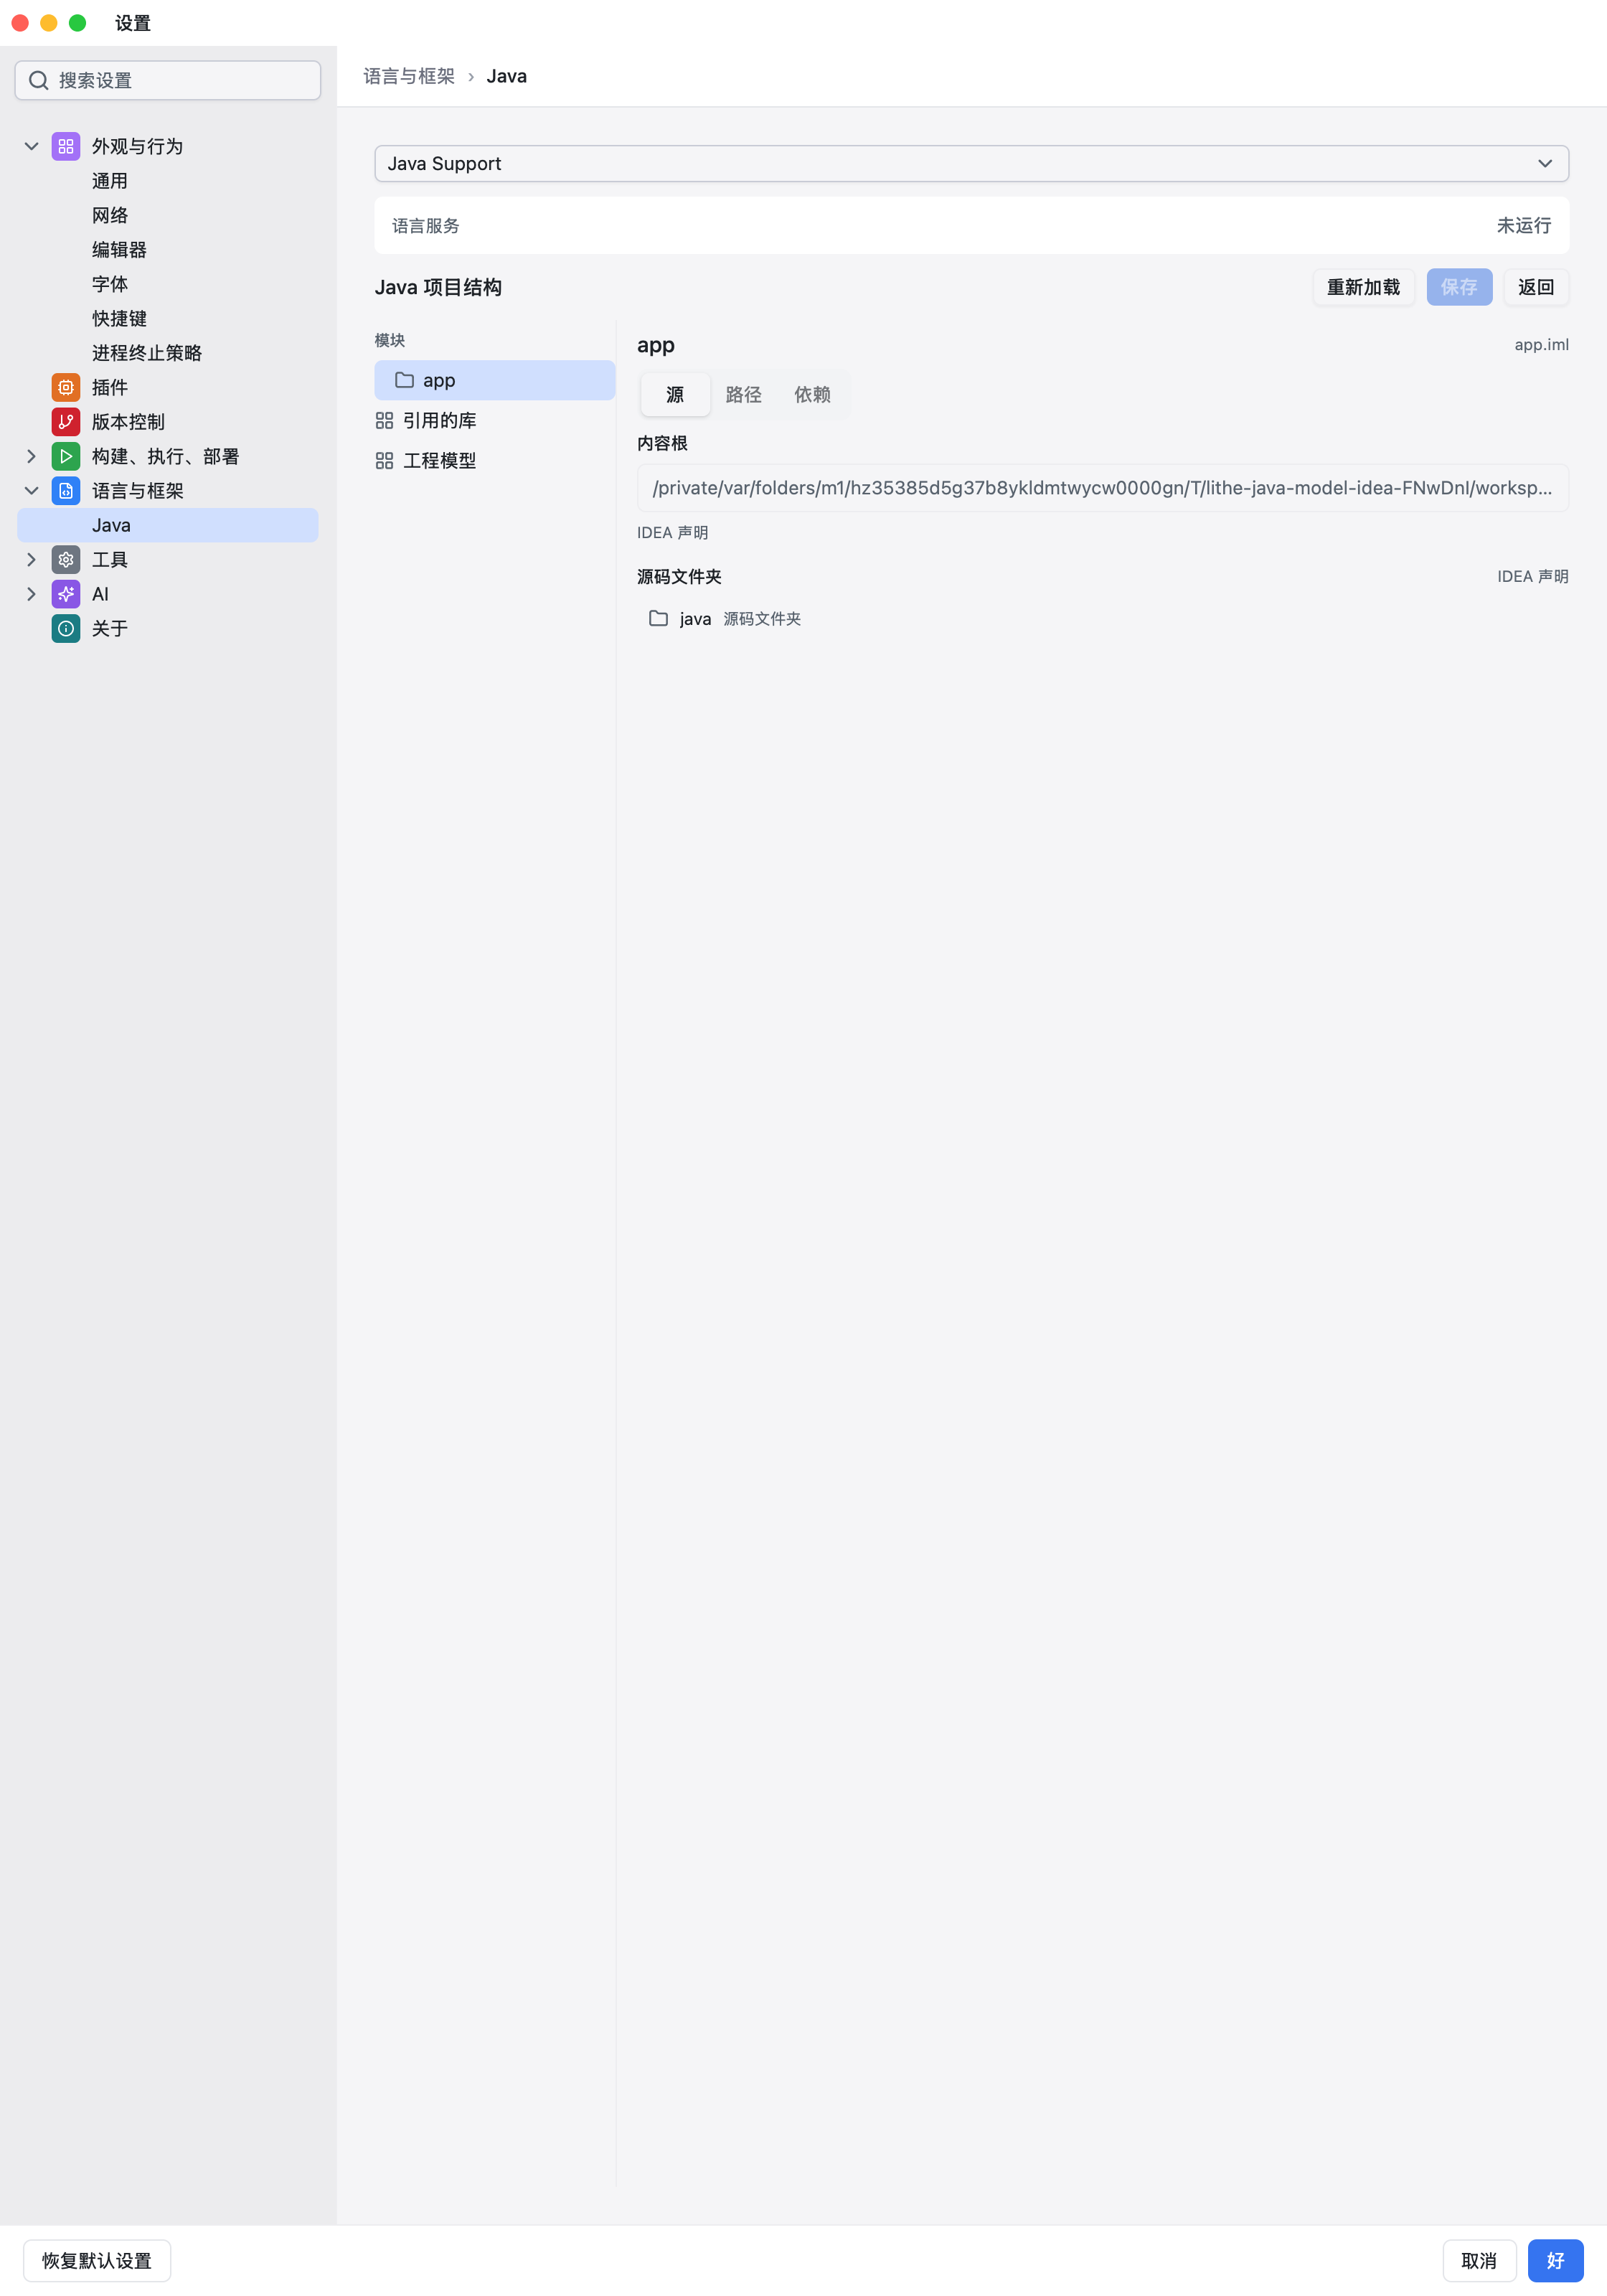 设置
搜索设置
外观与行为
通用
网络
编辑器
字体
快捷键
进程终止策略
插件
版本控制
构建、执行、部署
语言与框架
Java
工具
AI
关于
语言与框架 › Java
Java Support
语言服务 未运行
Java 项目结构 重新加载 保存 返回
模块
app
引用的库
工程模型
app app.iml
源 路径 依赖
内容根
/private/var/folders/m1/hz35385d5g37b8ykldmtwycw0000gn/T/lithe-java-model-idea-FNwDnl/worksp...
IDEA 声明
源码文件夹 IDEA 声明
java 源码文件夹
恢复默认设置 取消 好